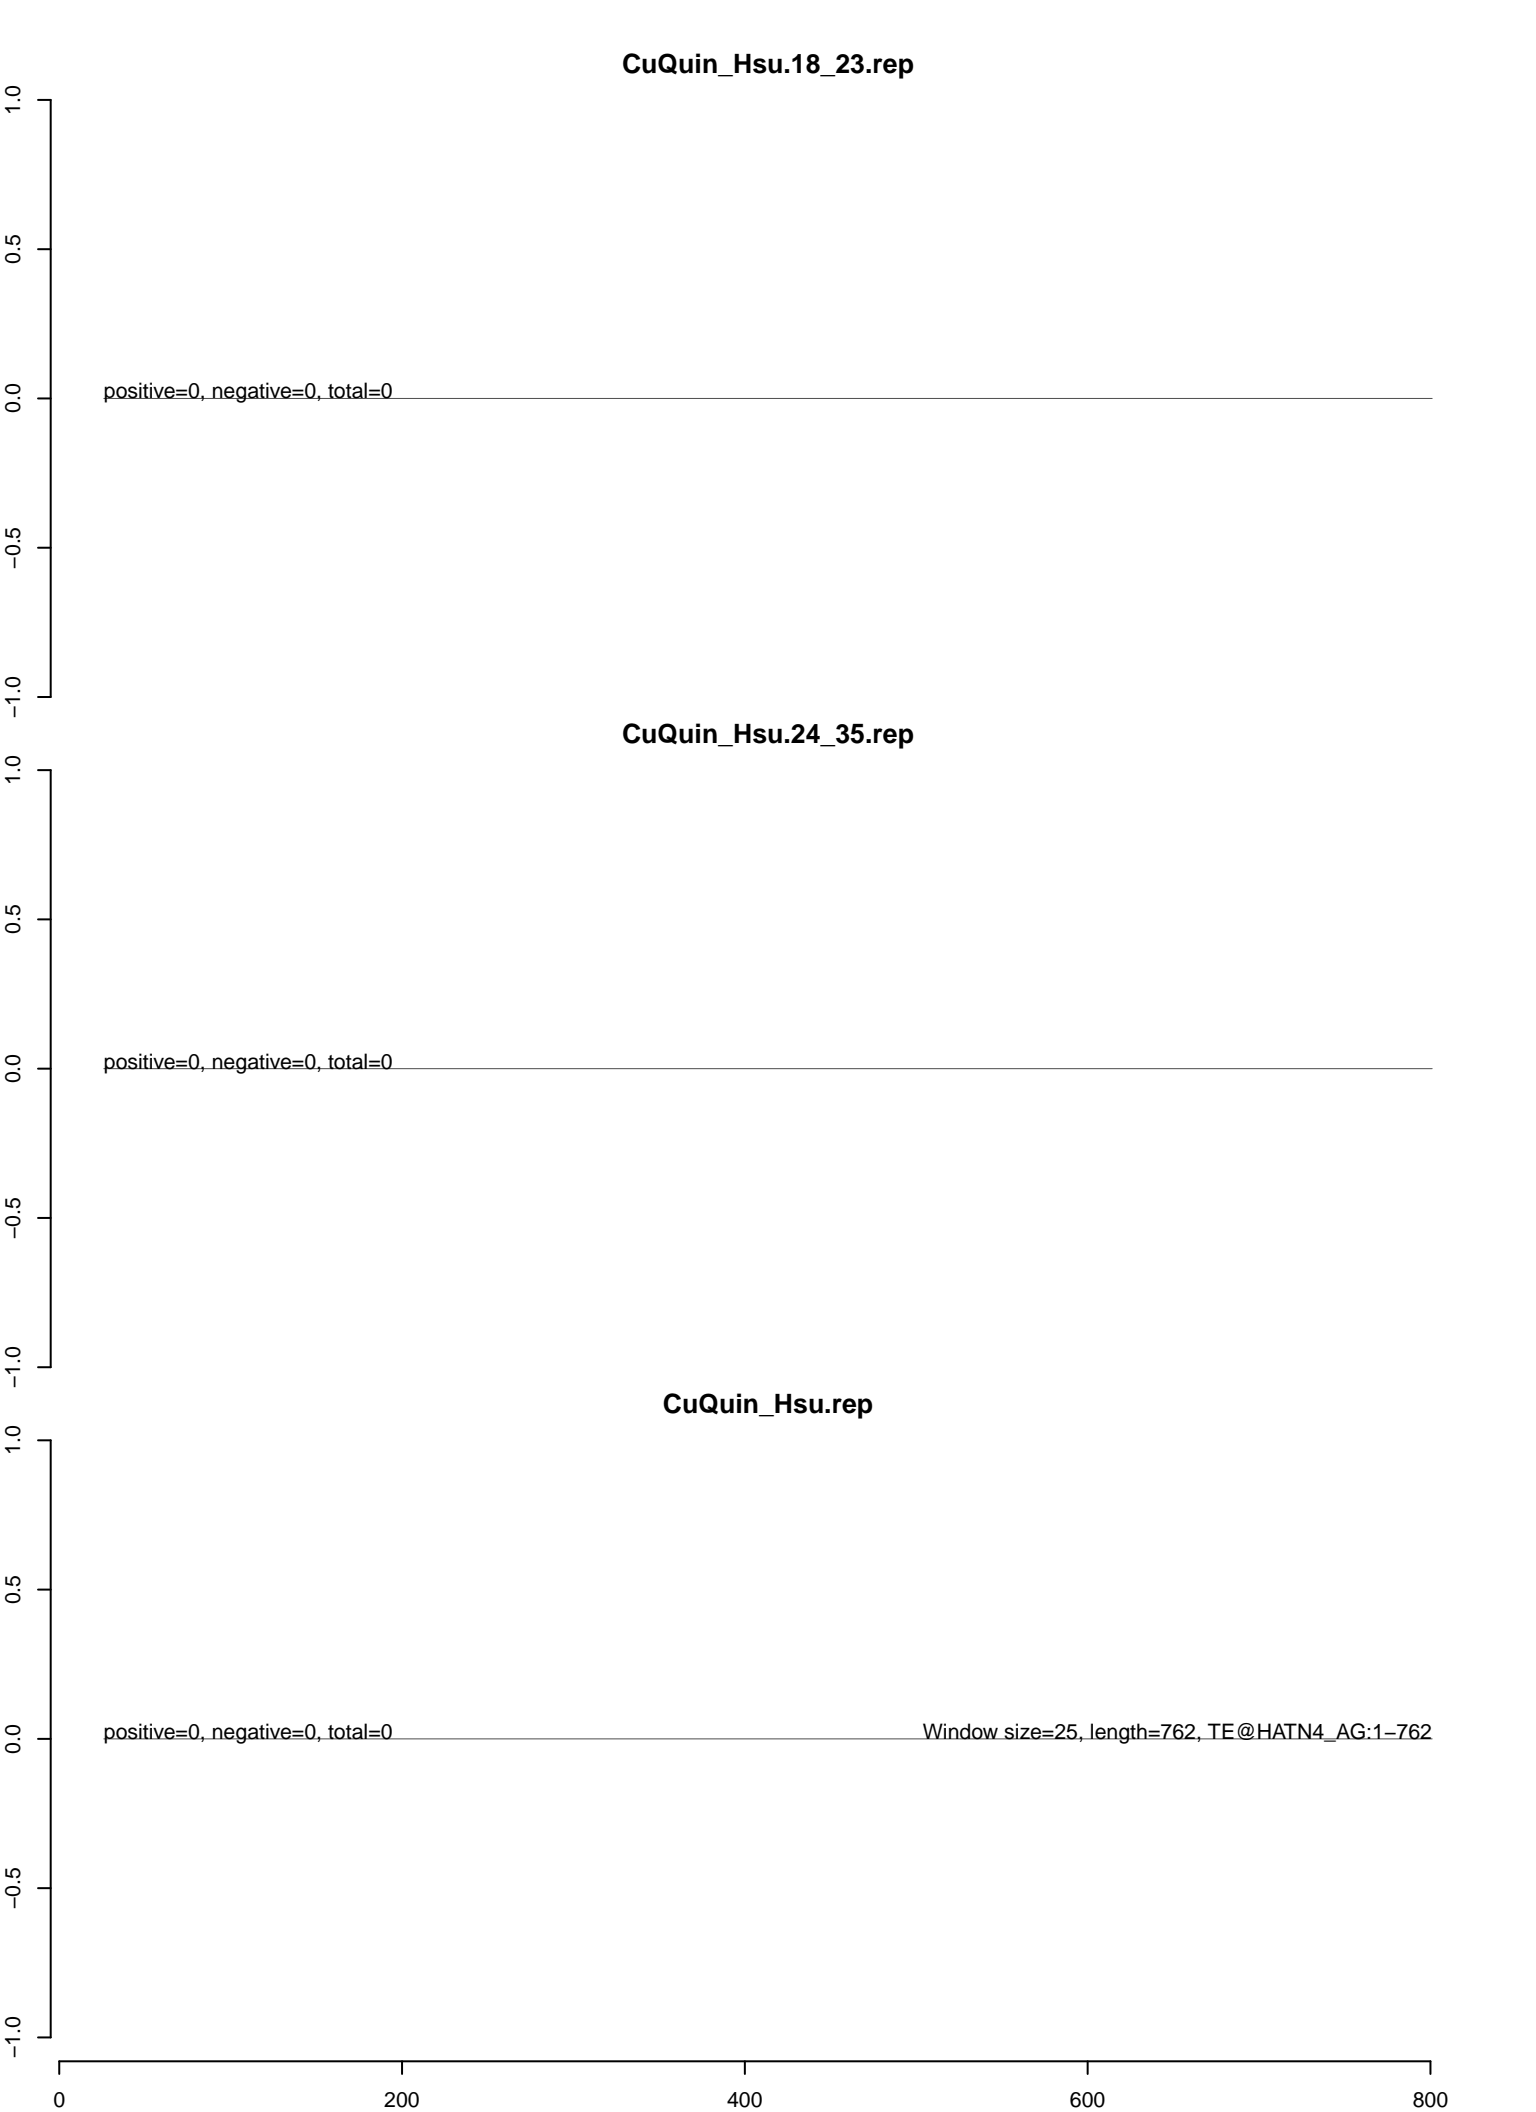 CuQuin_Hsu.18_23.rep
1.0
0.5
0.0
−0.5
−1.0
positive=0, negative=0, total=0
CuQuin_Hsu.24_35.rep
1.0
0.5
0.0
−0.5
−1.0
positive=0, negative=0, total=0
CuQuin_Hsu.rep
1.0
0.5
0.0
−0.5
−1.0
positive=0, negative=0, total=0
Window size=25, length=762, TE@HATN4_AG:1−762
0 200 400 600 800